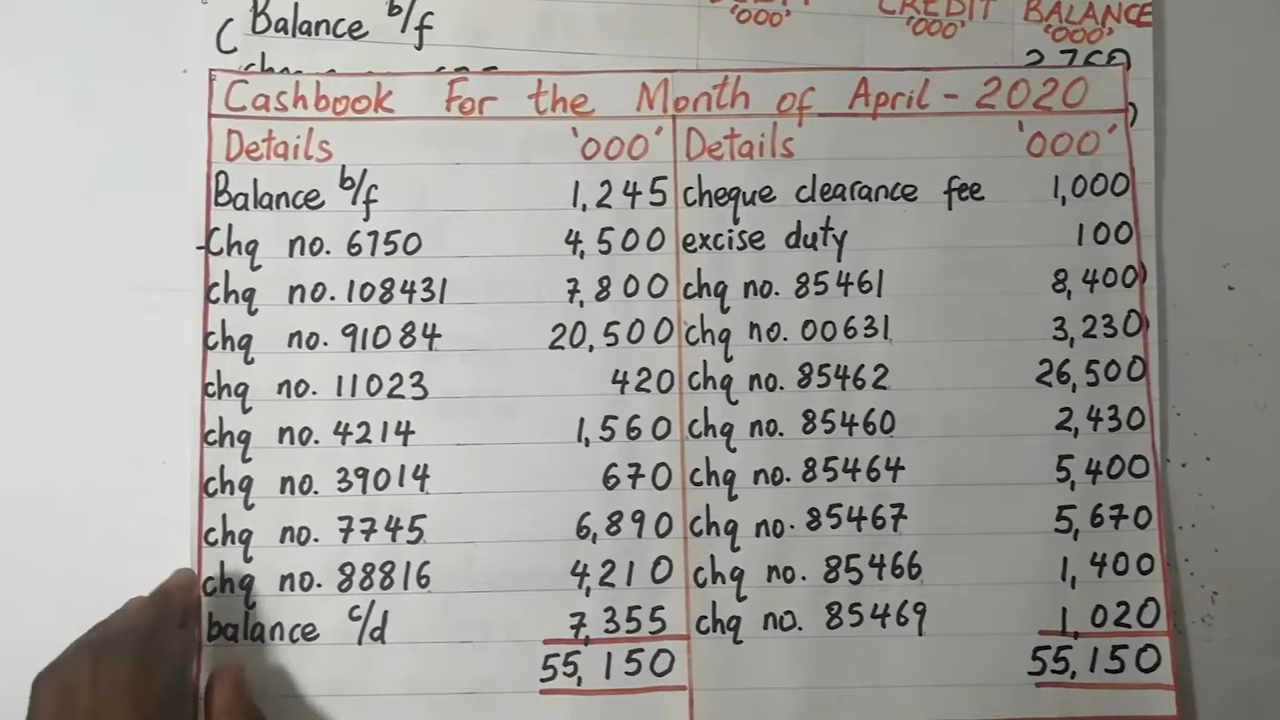 CREDIT BALANCE
Balance b/f '000' '000' '000'
Cashbook For the Month of April - 2020
Details '000' Details '000'
Balance b/f 1,245 cheque clearance fee 1,000
Chq no. 6750 4,500 excise duty 100
chq no. 108431 7,800 chq no. 85461 8,400
chq no. 91084 20,500 chq no. 00631 3,230
chq no. 11023 420 chq no. 85462 26,500
chq no. 4214 1,560 chq no. 85460 2,430
chq no. 39014 670 chq no. 85464 5,400
chq no. 7745 6,890 chq no. 85467 5,670
chq no. 88816 4,210 chq no. 85466 1,400
balance c/d 7,355 chq no. 85469 1,020
55,150 55,150